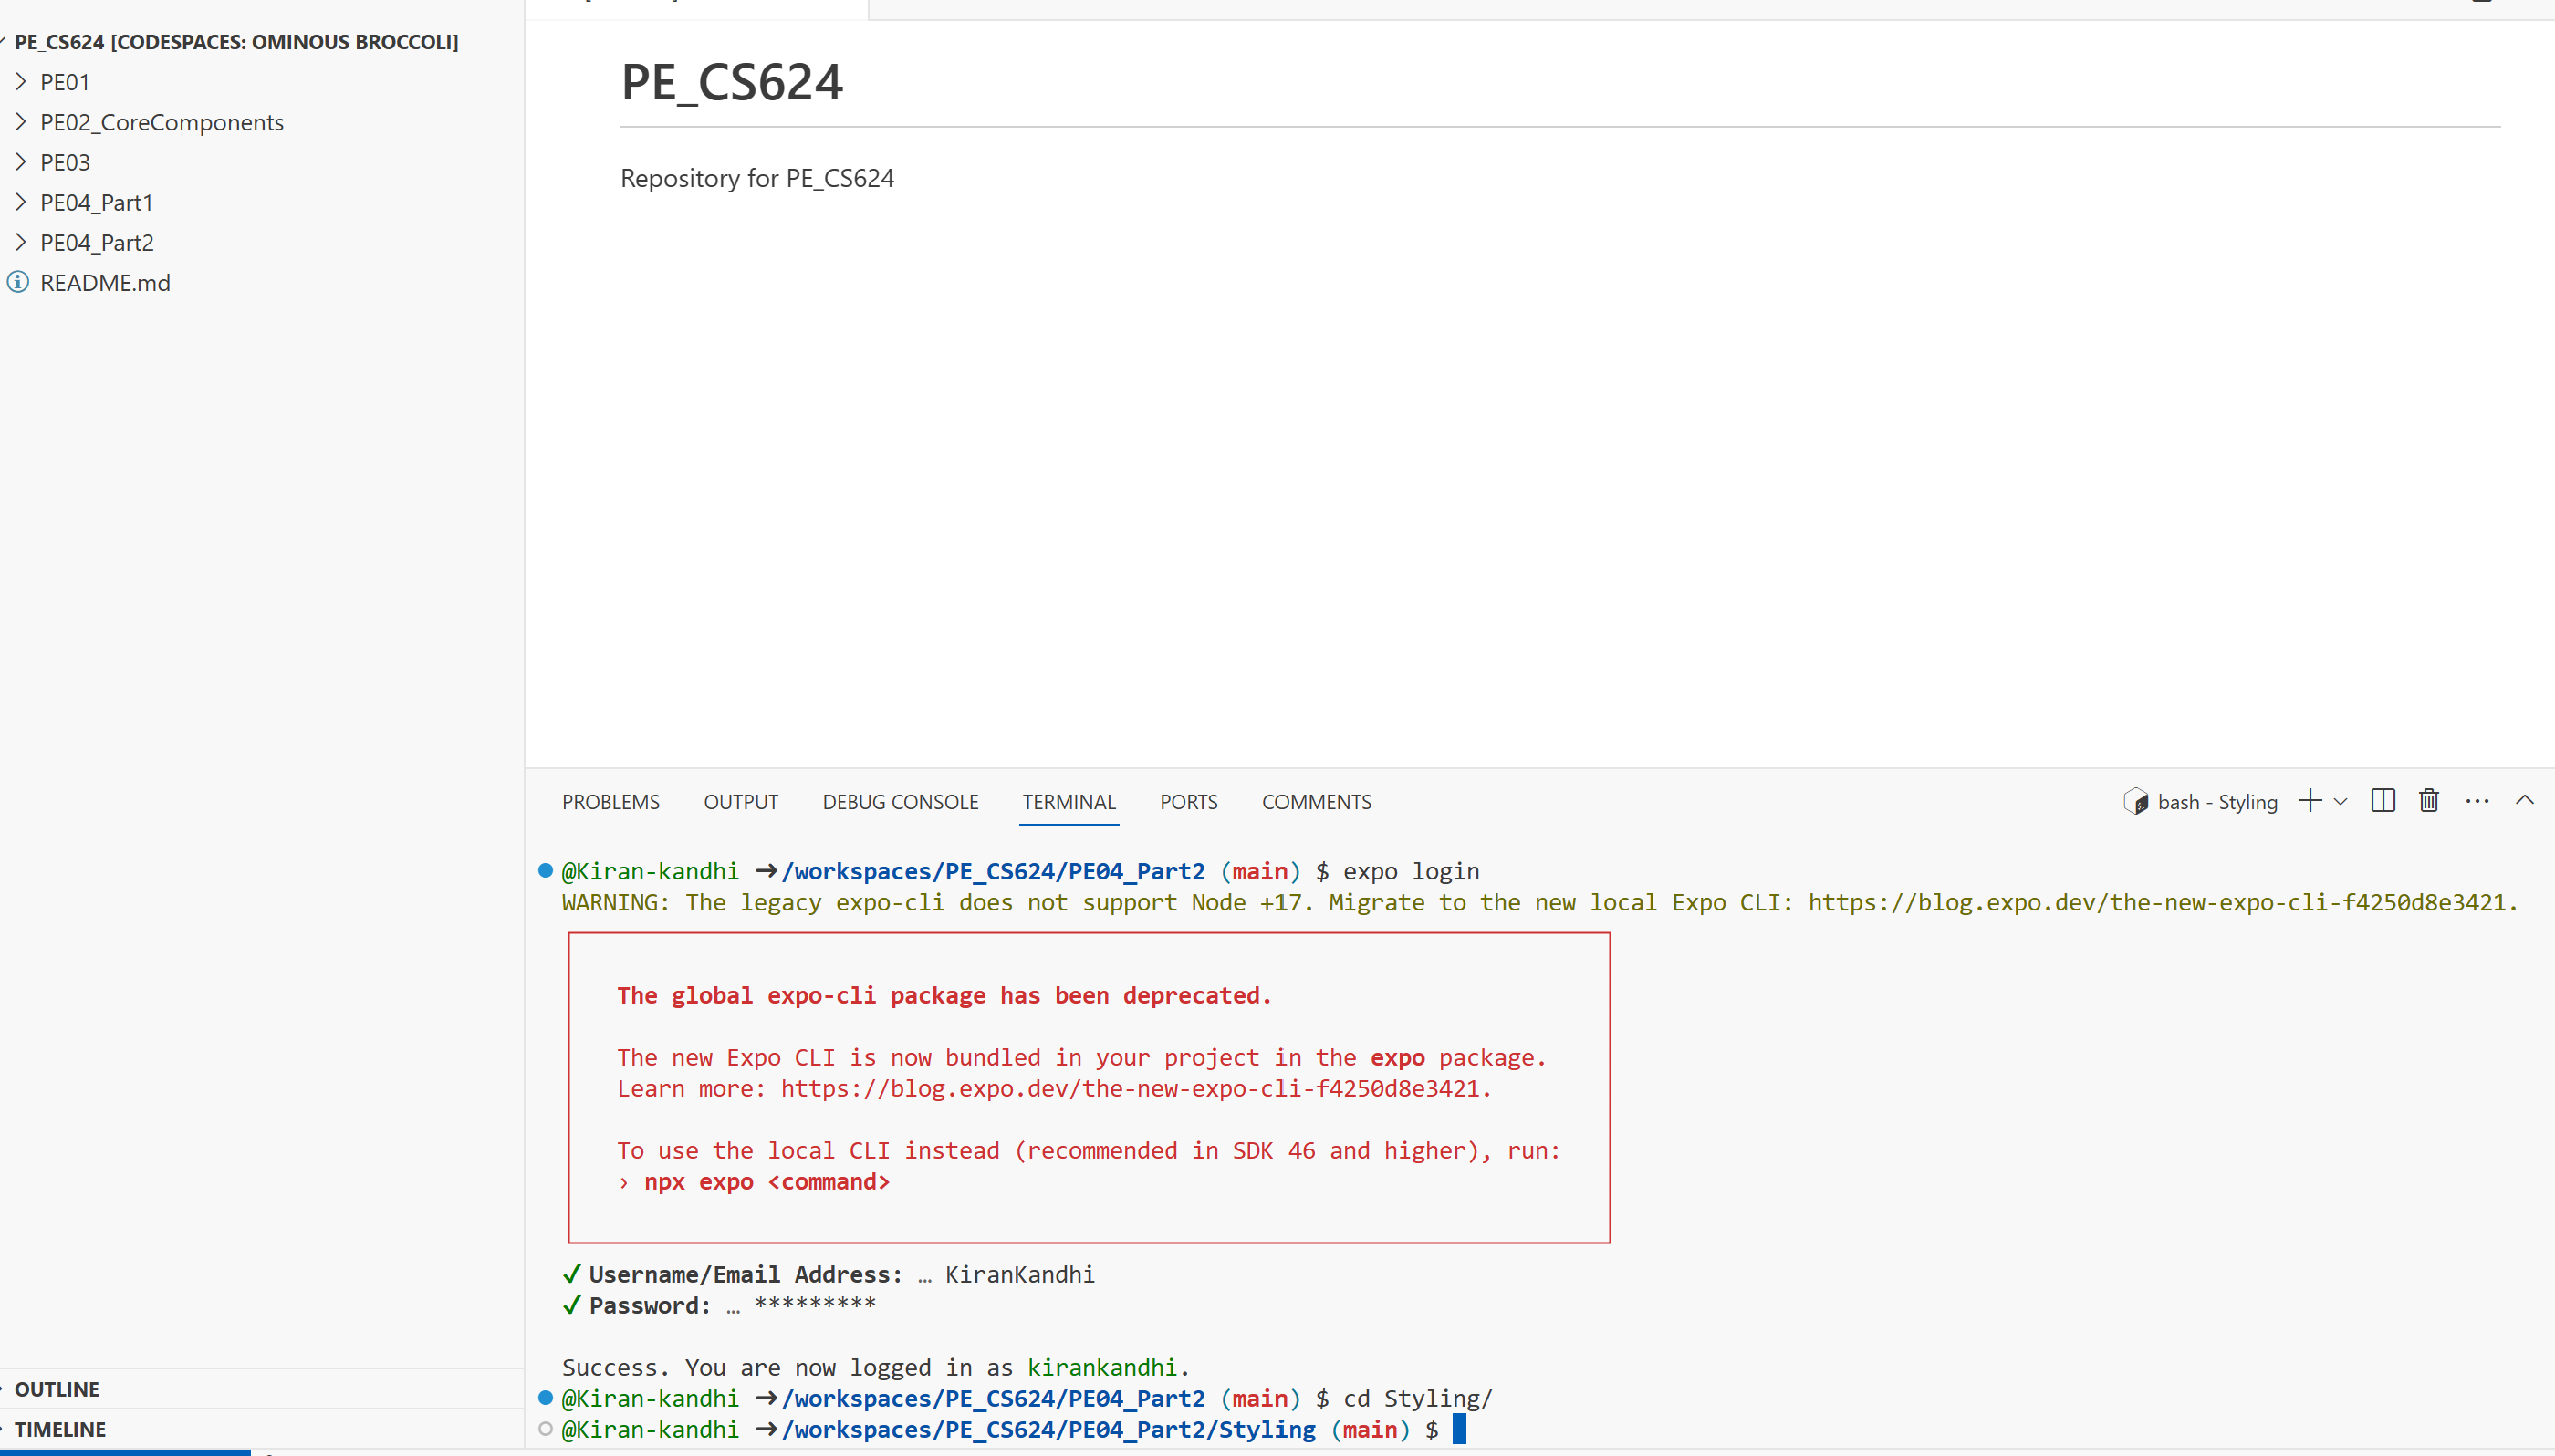 PE_CS624 [CODESPACES: OMINOUS BROCCOLI]
PE01
PE02_CoreComponents
PE03
PE04_Part1
PE04_Part2
README.md
OUTLINE
TIMELINE
PE_CS624
Repository for PE_CS624
PROBLEMS OUTPUT DEBUG CONSOLE TERMINAL PORTS COMMENTS
bash - Styling
@Kiran-kandhi ➜ /workspaces/PE_CS624/PE04_Part2 (main) $ expo login
WARNING: The legacy expo-cli does not support Node +17. Migrate to the new local Expo CLI: https://blog.expo.dev/the-new-expo-cli-f4250d8e3421.
The global expo-cli package has been deprecated.
The new Expo CLI is now bundled in your project in the expo package.
Learn more: https://blog.expo.dev/the-new-expo-cli-f4250d8e3421.
To use the local CLI instead (recommended in SDK 46 and higher), run:
› npx expo <command>
✔ Username/Email Address: … KiranKandhi
✔ Password: … *********
Success. You are now logged in as kirankandhi.
@Kiran-kandhi ➜ /workspaces/PE_CS624/PE04_Part2 (main) $ cd Styling/
@Kiran-kandhi ➜ /workspaces/PE_CS624/PE04_Part2/Styling (main) $